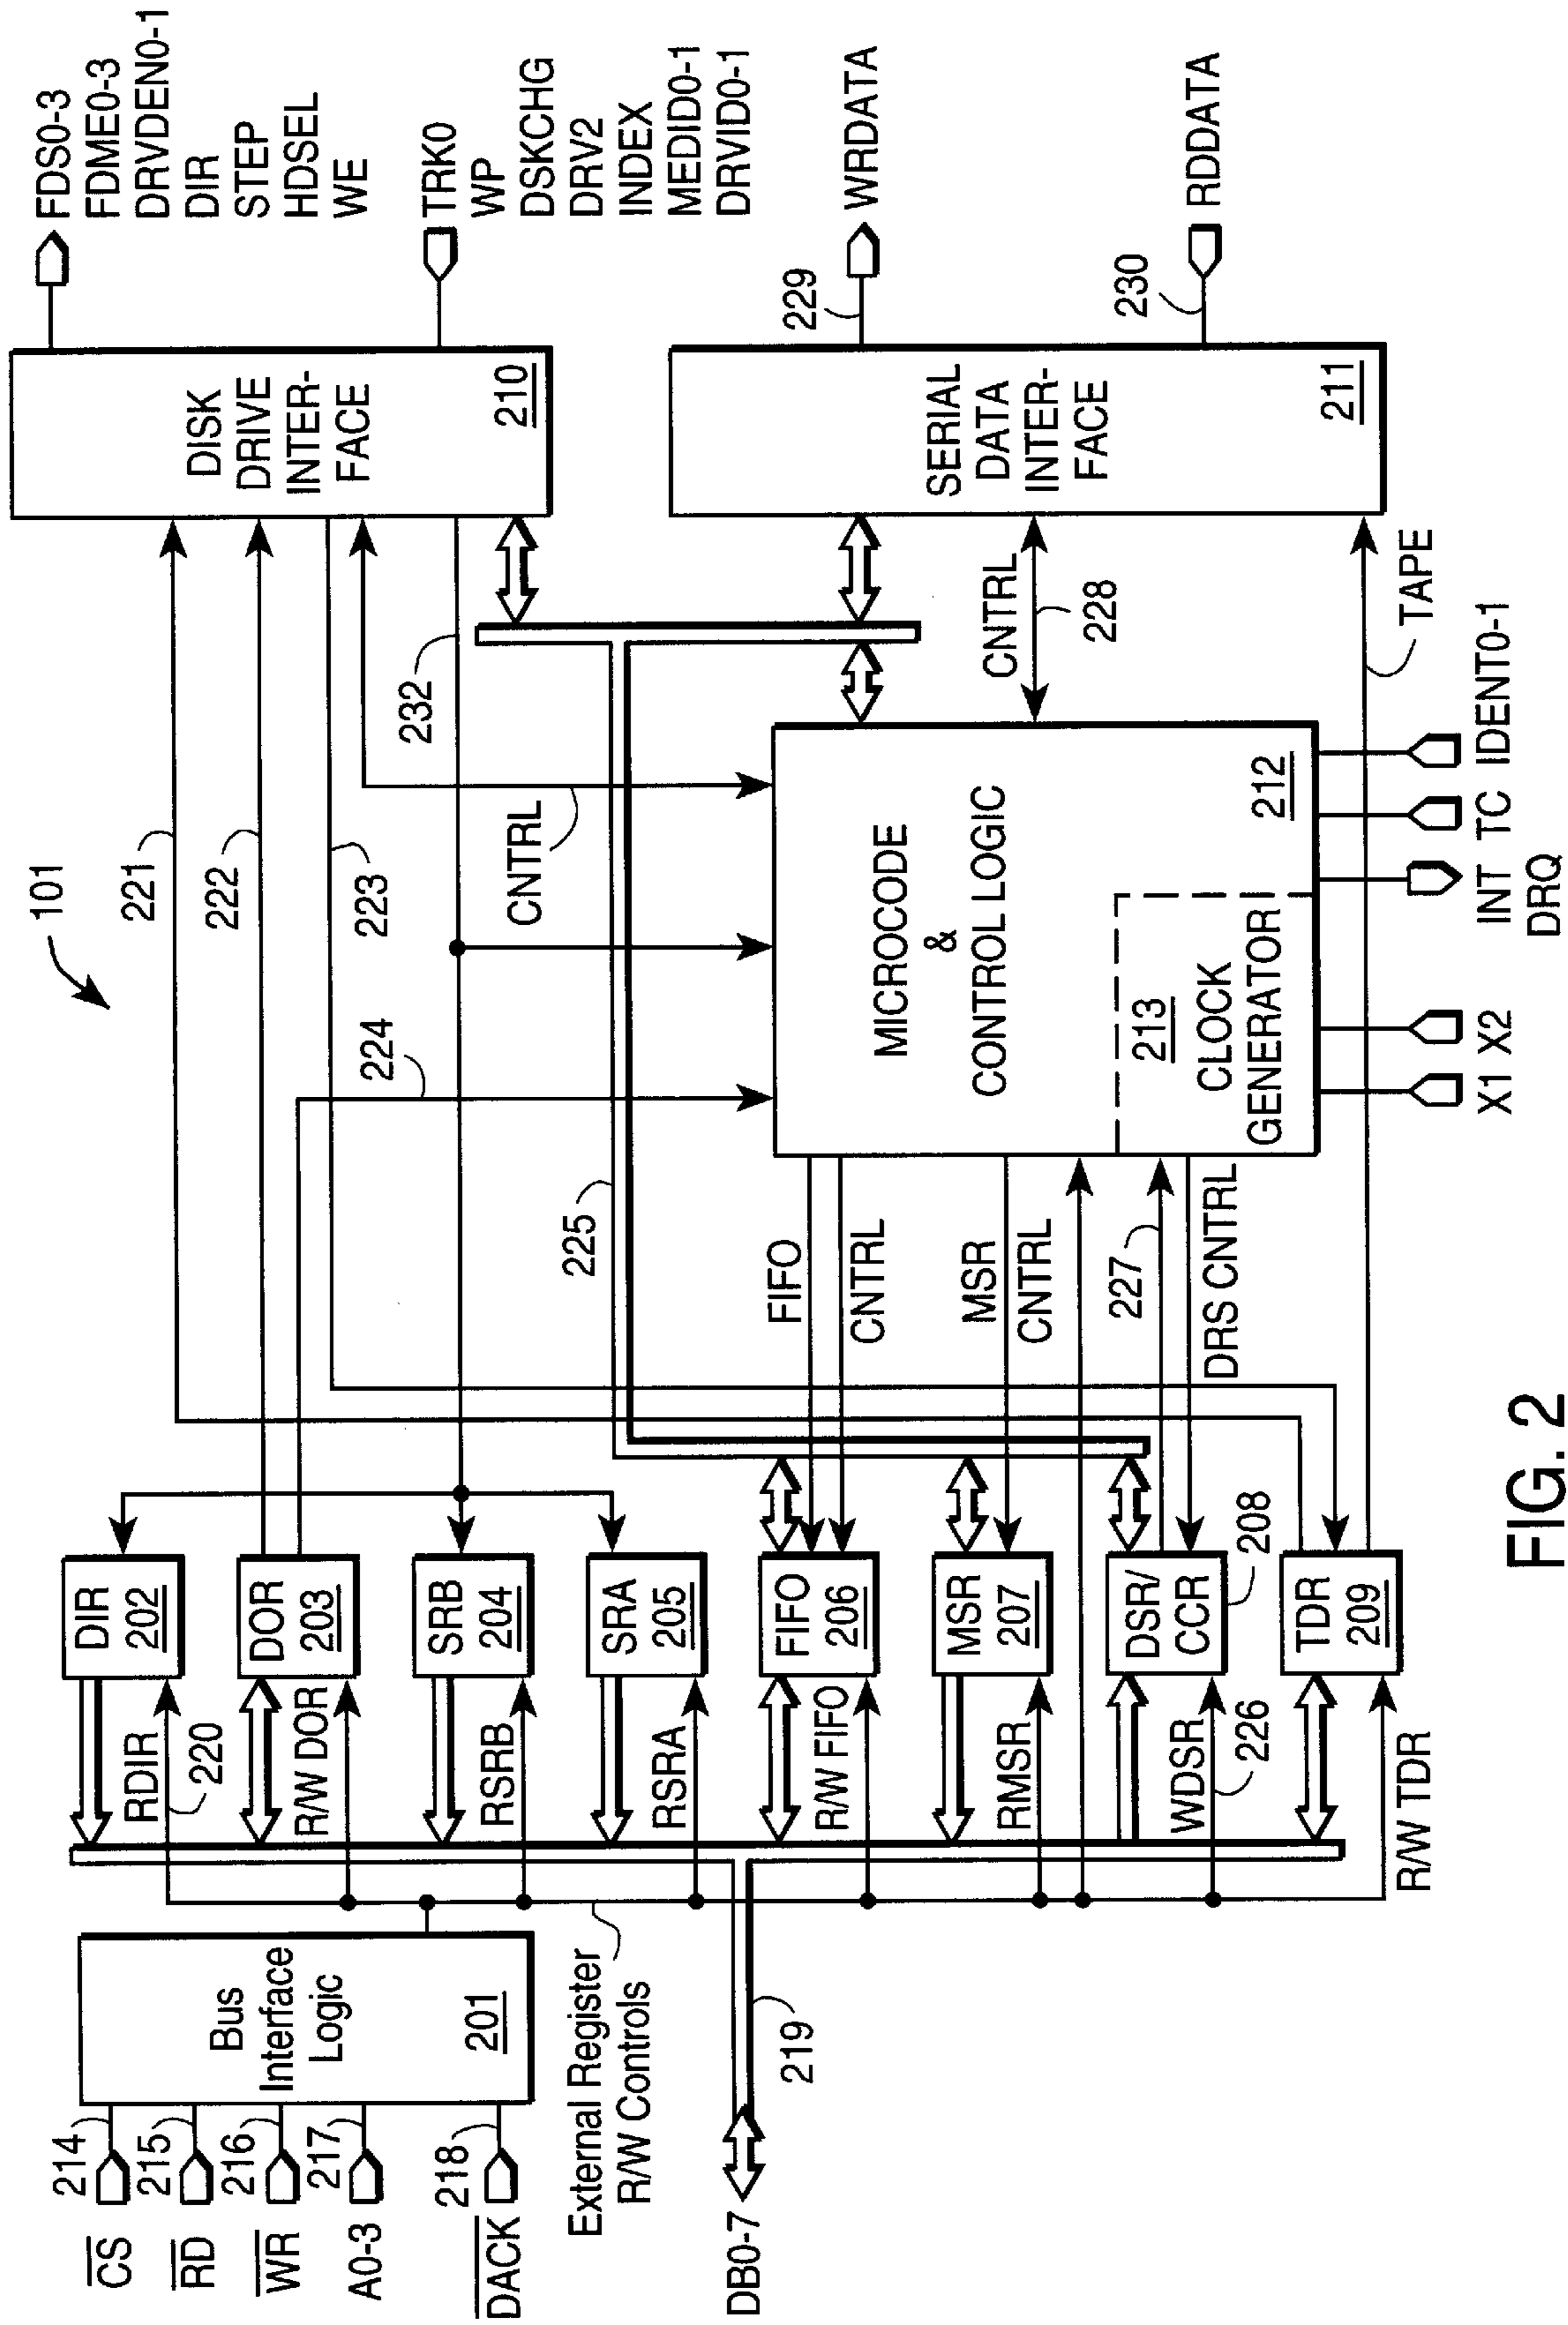 101
CS
RD
WR
A0-3
DACK
214
215
216
217
218
Bus
Interface
Logic
201
External Register
R/W Controls
DB0-7
219
RDIR
220
R/W DOR
RSRB
RSRA
R/W FIFO
RMSR
WDSR
226
R/W TDR
DIR
202
DOR
203
SRB
204
SRA
205
FIFO
206
MSR
207
DSR/
CCR
208
TDR
209
221
222
223
224
225
232
CNTRL
FIFO
CNTRL
MSR
CNTRL
227
DRS CNTRL
MICROCODE
&
CONTROL LOGIC
212
213
CLOCK
GENERATOR
X1 X2
INT TC IDENT0-1
DRQ
CNTRL
228
TAPE
DISK
DRIVE
INTER-
FACE
210
SERIAL
DATA
INTER-
FACE
211
FDS0-3
FDME0-3
DRVDEN0-1
DIR
STEP
HDSEL
WE
TRK0
WP
DSKCHG
DRV2
INDEX
MEDID0-1
DRVID0-1
229
WRDATA
230
RDDATA
FIG. 2